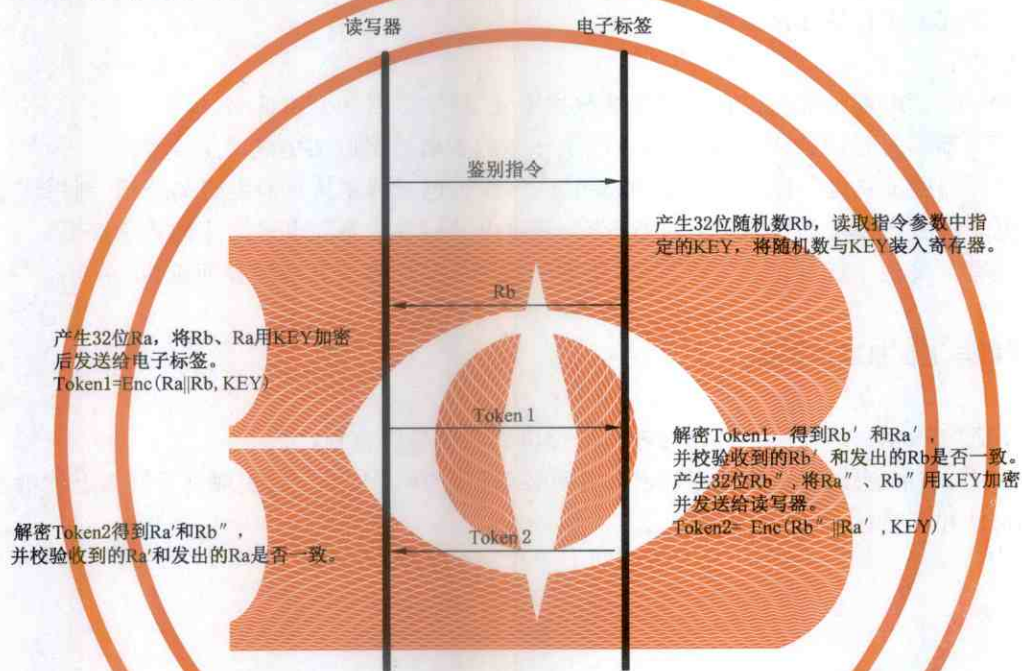 读写器
电子标签
鉴别指令
产生32位随机数Rb，读取指令参数中指
定的KEY，将随机数与KEY装入寄存器。
Rb
产生32位Ra，将Rb、Ra用KEY加密
后发送给电子标签。
Token1=Enc(Ra||Rb, KEY)
Token 1
解密Token1，得到Rb′和Ra′，
并校验收到的Rb′和发出的Rb是否一致。
产生32位Rb″，将Ra″、Rb″用KEY加密
并发送给读写器。
Token2= Enc(Rb″||Ra′, KEY)
Token 2
解密Token2得到Ra′和Rb″，
并校验收到的Ra′和发出的Ra是否一致。